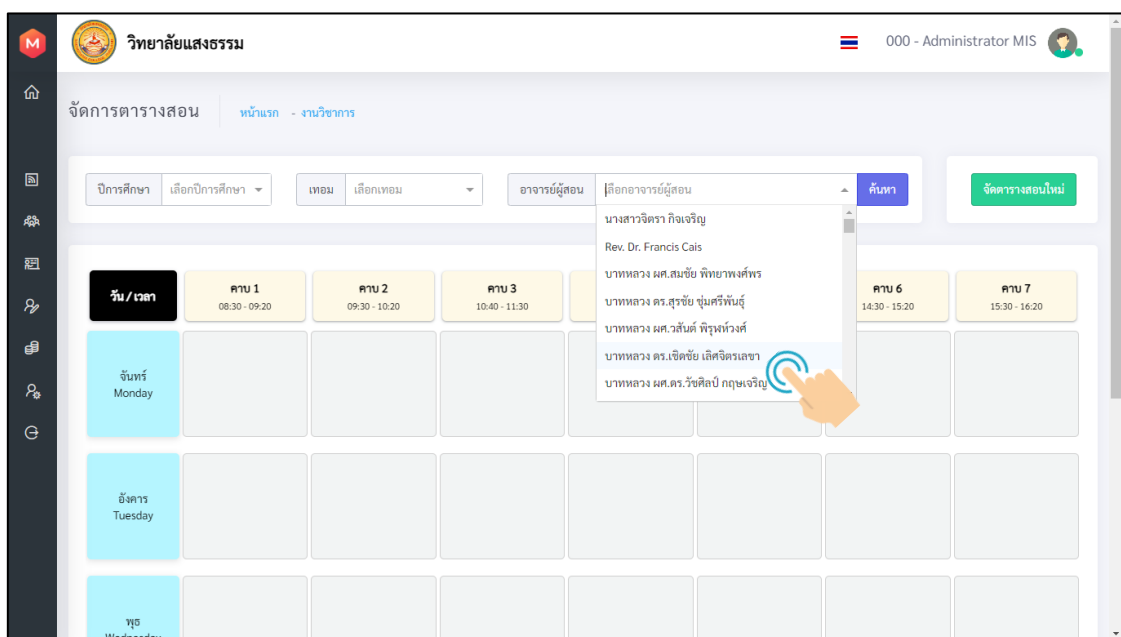 M
วิทยาลัยแสงธรรม
000 - Administrator MIS
จัดการตารางสอน
หน้าแรก - งานวิชาการ
ปีการศึกษา เลือกปีการศึกษา
เทอม เลือกเทอม
อาจารย์ผู้สอน เลือกอาจารย์ผู้สอน
ค้นหา
จัดตารางสอนใหม่
นางสาวจิตรา กิจเจริญ
Rev. Dr. Francis Cais
บาทหลวง ผศ.สมชัย พิทยาพงศ์พร
บาทหลวง ดร.สุรชัย ชุ่มศรีพันธุ์
บาทหลวง ผศ.วสันต์ พิรุฬห์วงศ์
บาทหลวง ดร.เชิดชัย เลิศจิตรเลขา
บาทหลวง ผศ.ดร.วัชศิลป์ กฤษเจริญ
วัน / เวลา
คาบ 1
08:30 - 09:20
คาบ 2
09:30 - 10:20
คาบ 3
10:40 - 11:30
คาบ 6
14:30 - 15:20
คาบ 7
15:30 - 16:20
จันทร์
Monday
อังคาร
Tuesday
พุธ
Wednesday